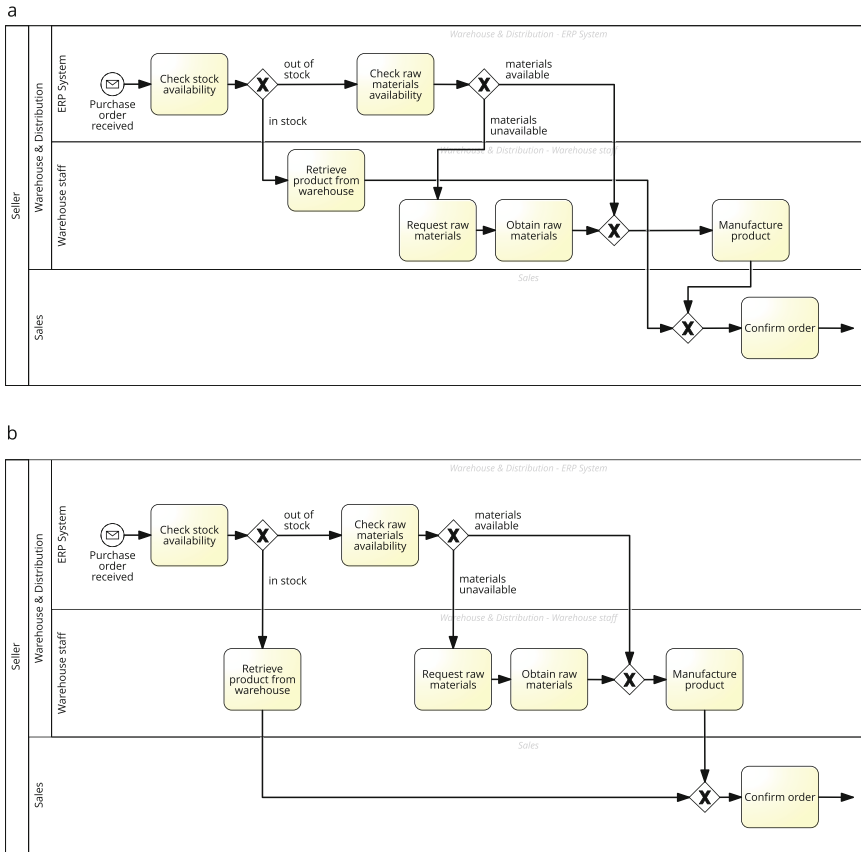 a
Warehouse & Distribution - ERP System
Seller
Warehouse & Distribution
ERP System
Purchase
order
received
Check stock
availability
out of
stock
in stock
Check raw
materials
availability
materials
available
materials
unavailable
Warehouse & Distribution - Warehouse staff
Warehouse staff
Retrieve
product from
warehouse
Request raw
materials
Obtain raw
materials
Manufacture
product
Sales
Sales
Confirm order
b
Warehouse & Distribution - ERP System
Seller
Warehouse & Distribution
ERP System
Purchase
order
received
Check stock
availability
out of
stock
in stock
Check raw
materials
availability
materials
available
materials
unavailable
Warehouse & Distribution - Warehouse staff
Warehouse staff
Retrieve
product from
warehouse
Request raw
materials
Obtain raw
materials
Manufacture
product
Sales
Sales
Confirm order